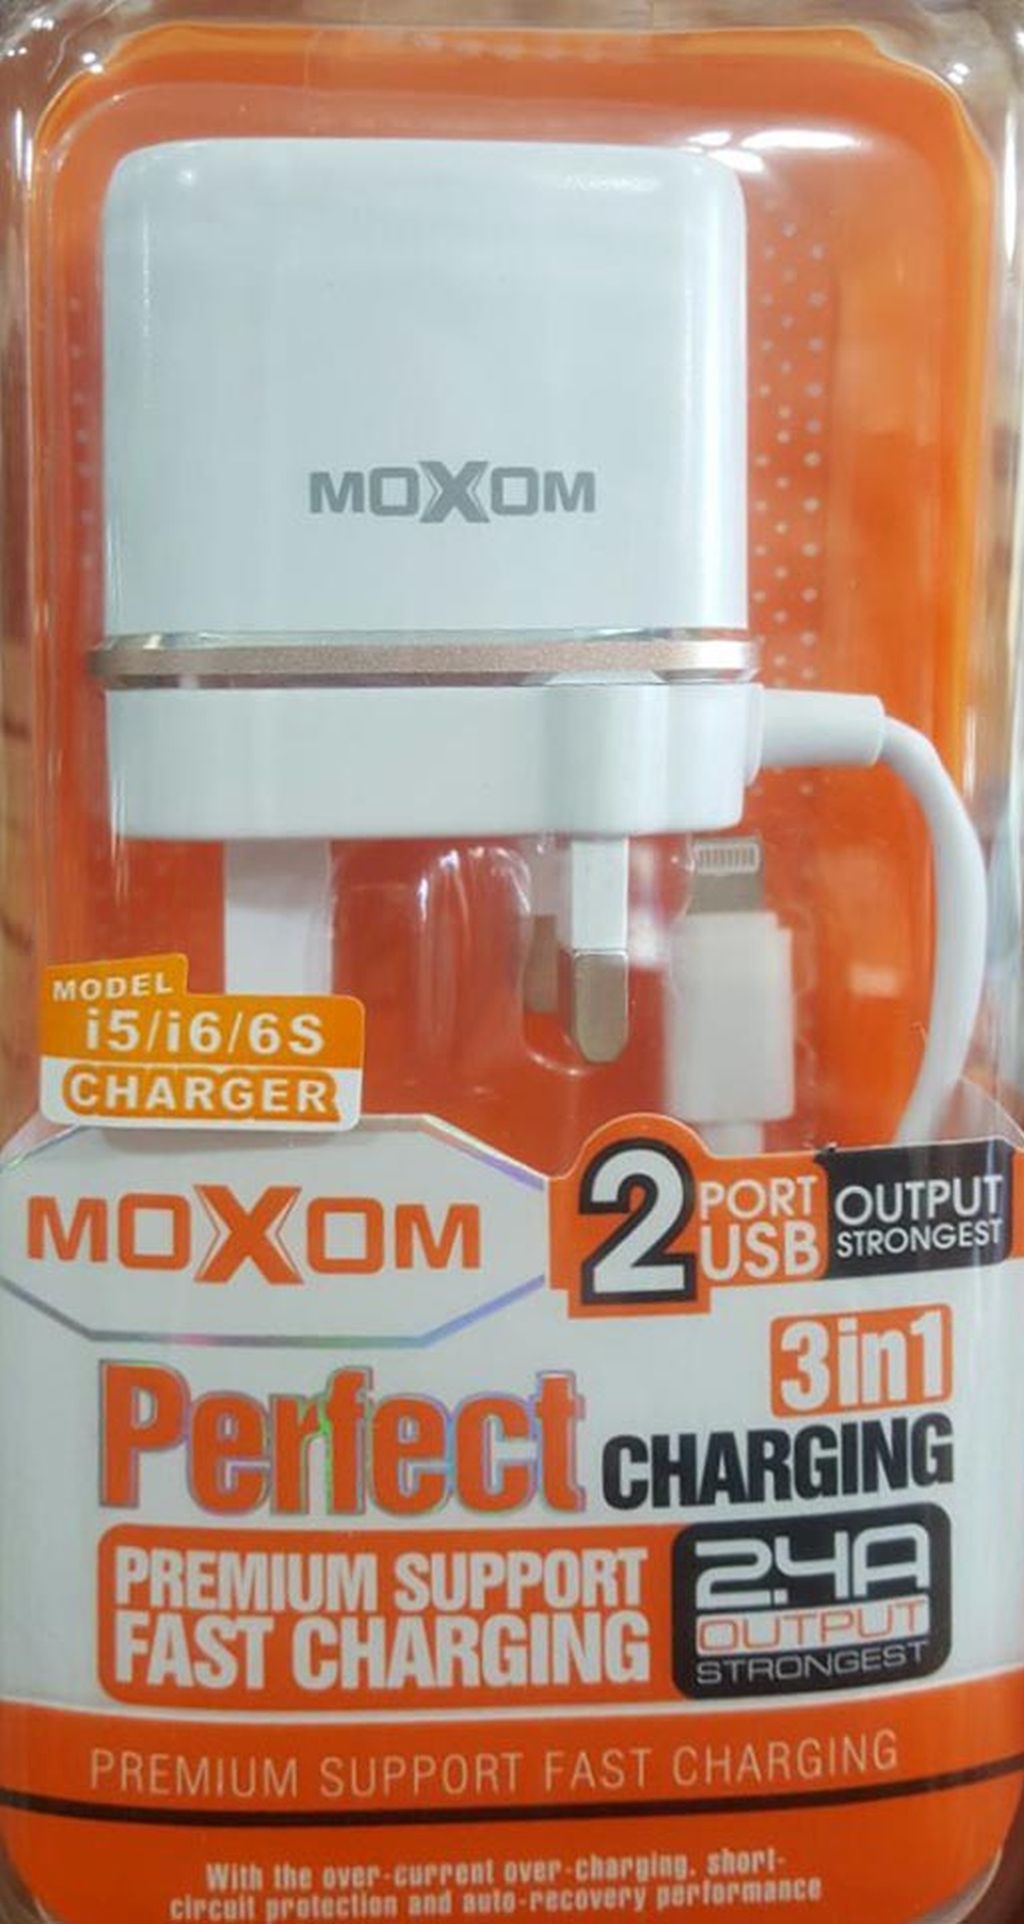 MOXOM
MODEL
i5/i6/6S
CHARGER
MOXOM
2 PORT USB
OUTPUT
STRONGEST
3in1
Perfect CHARGING
PREMIUM SUPPORT
FAST CHARGING
2.4A
OUTPUT
STRONGEST
PREMIUM SUPPORT FAST CHARGING
With the over-current over-charging, short-
circuit protection and auto-recovery performance